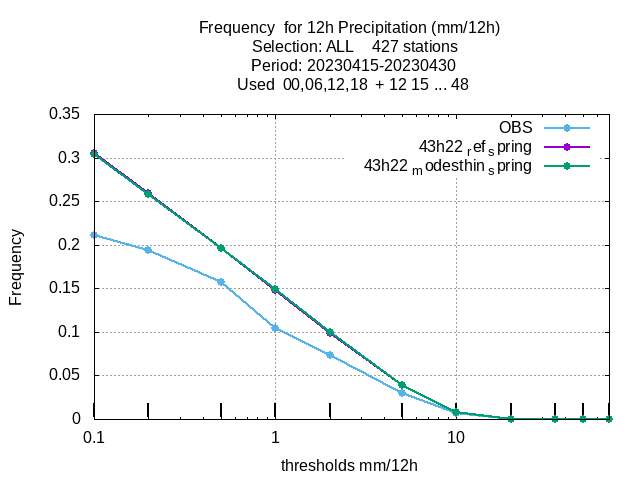 Frequency  for 12h Precipitation (mm/12h)
Selection: ALL    427 stations
Period: 20230415-20230430
Used  00,06,12,18  + 12 15 ... 48
0.35
0.3
0.25
0.2
0.15
0.1
0.05
0
Frequency
OBS
43h22 ref spring
43h22 modesthin spring
0.1
1
10
thresholds mm/12h